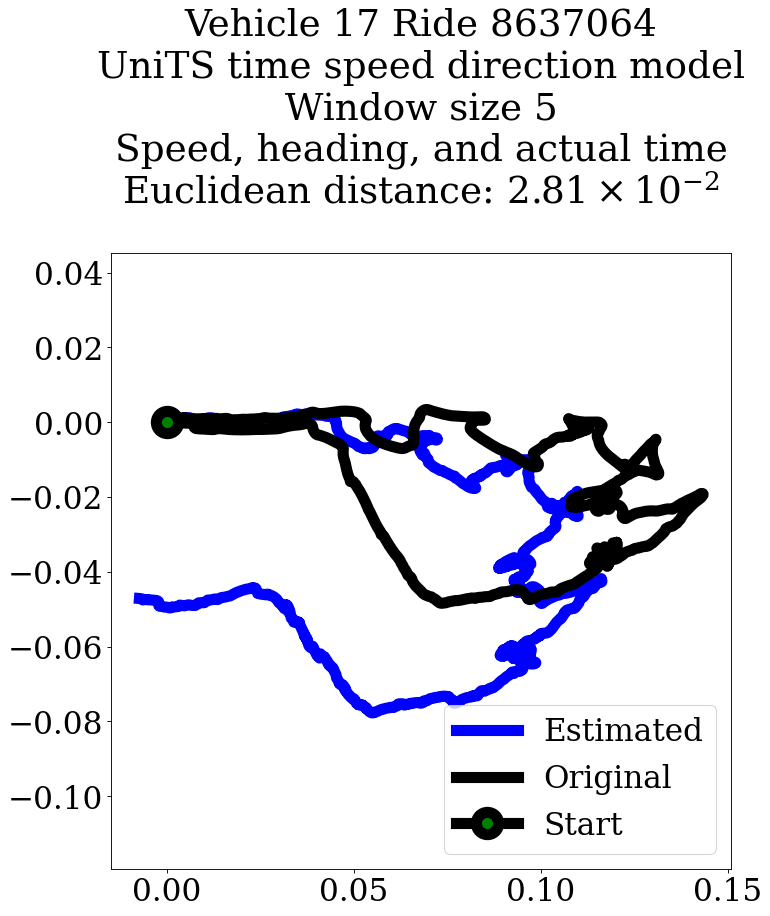 Vehicle 17 Ride 8637064
UniTS time speed direction model
Window size 5
Speed, heading, and actual time
Euclidean distance: 2.81 × 10⁻²
0.04
0.02
0.00
−0.02
−0.04
−0.06
−0.08
−0.10
Estimated
Original
Start
0.00 0.05 0.10 0.15